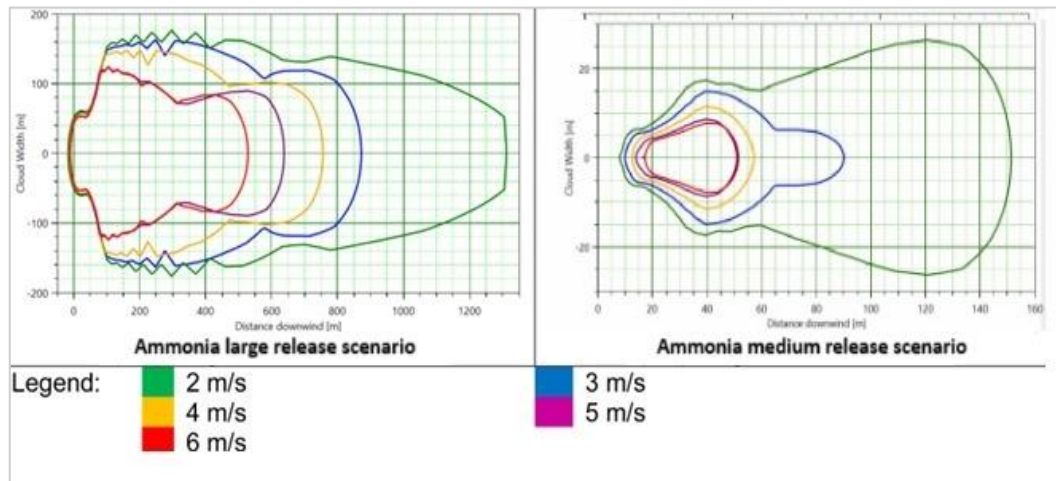 200
100
0
-100
-200
Cloud Width [m]
0 200 400 600 800 1000 1200
Distance downwind [m]
Ammonia large release scenario
20
0
-20
Cloud Width [m]
0 20 40 60 80 100 120 140 160
Distance downwind [m]
Ammonia medium release scenario
Legend:
2 m/s
4 m/s
6 m/s
3 m/s
5 m/s